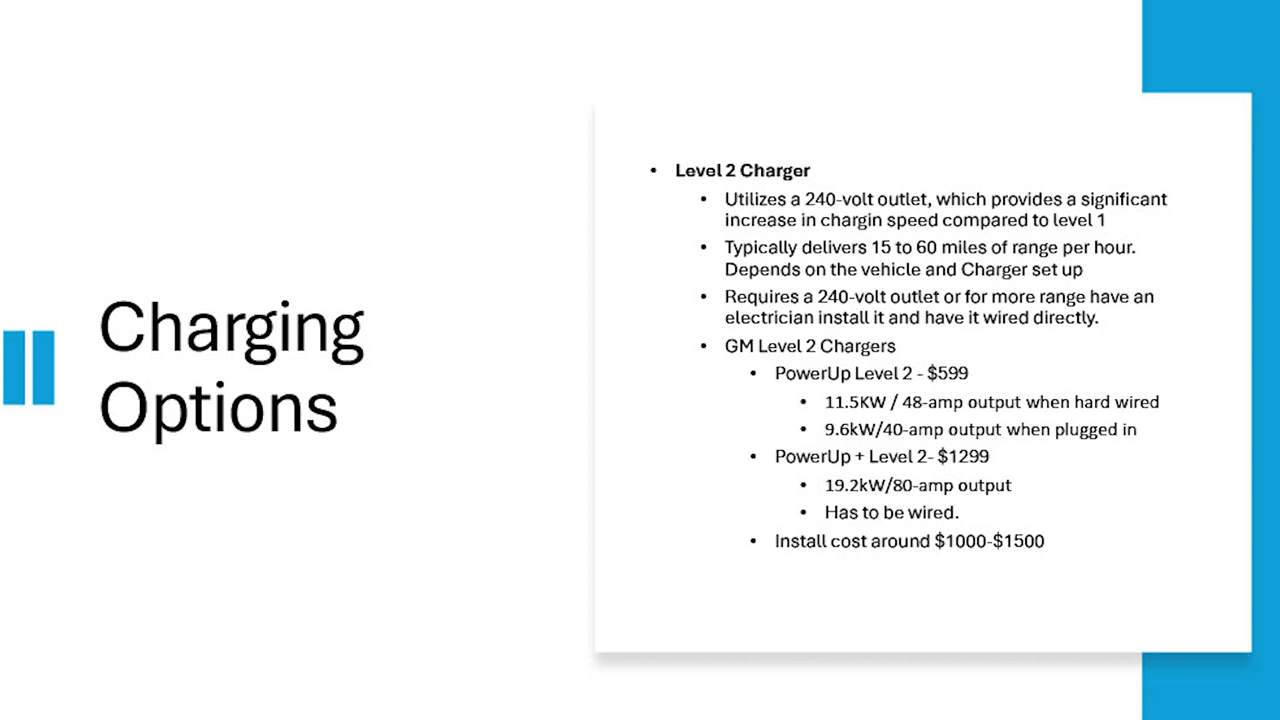 Charging
Options
• Level 2 Charger
• Utilizes a 240-volt outlet, which provides a significant
increase in chargin speed compared to level 1
• Typically delivers 15 to 60 miles of range per hour.
Depends on the vehicle and Charger set up
• Requires a 240-volt outlet or for more range have an
electrician install it and have it wired directly.
• GM Level 2 Chargers
• PowerUp Level 2 - $599
• 11.5KW / 48-amp output when hard wired
• 9.6kW/40-amp output when plugged in
• PowerUp + Level 2- $1299
• 19.2kW/80-amp output
• Has to be wired.
• Install cost around $1000-$1500